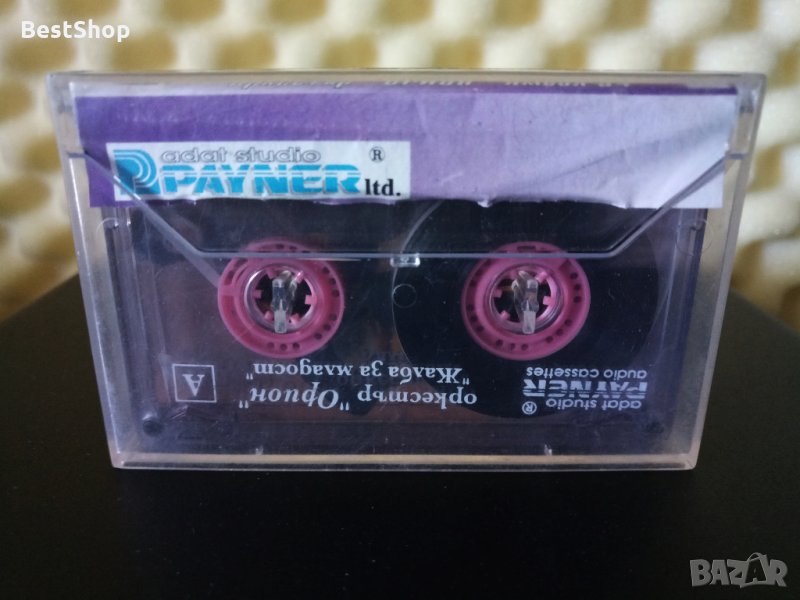 BestShop
adat studio ®
PAYNER ltd.
A
оркестър "Орион"
"Жалба за младост"
adat studio ®
PAYNER
audio cassettes
BAZAR